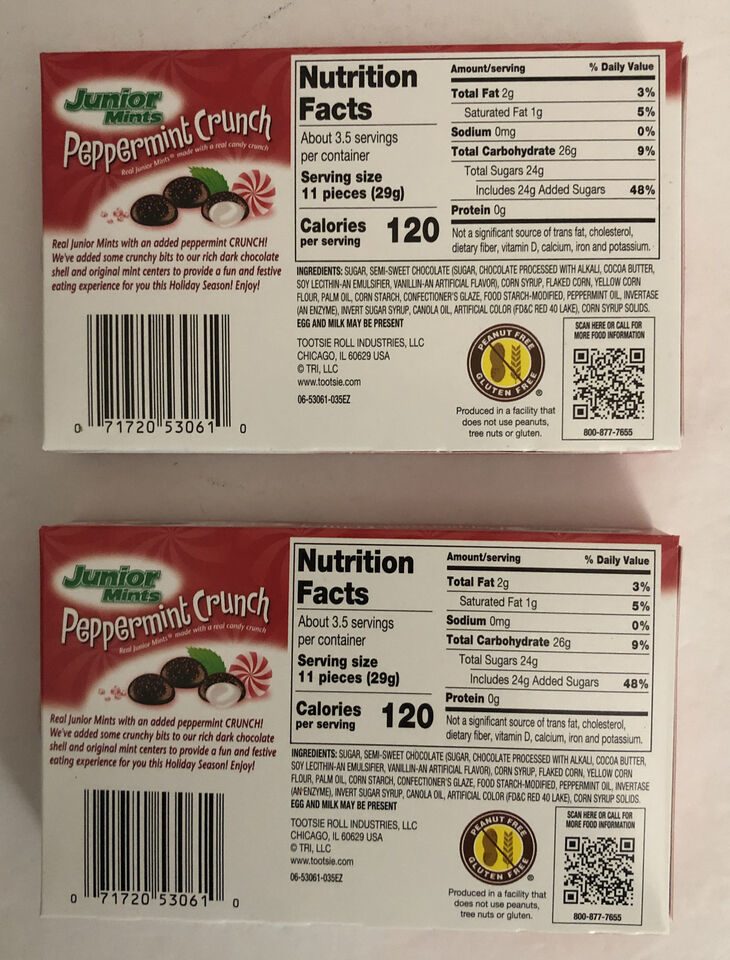 Junior
Mints
Peppermint Crunch
Real Junior Mints® made with a real candy crunch
Real Junior Mints with an added peppermint CRUNCH!
We've added some crunchy bits to our rich dark chocolate
shell and original mint centers to provide a fun and festive
eating experience for you this Holiday Season! Enjoy!
0 71720 53061 0
Nutrition
Facts
About 3.5 servings
per container
Serving size
11 pieces (29g)
Calories
per serving
120
Amount/serving % Daily Value
Total Fat 2g 3%
Saturated Fat 1g 5%
Sodium 0mg 0%
Total Carbohydrate 26g 9%
Total Sugars 24g
Includes 24g Added Sugars 48%
Protein 0g
Not a significant source of trans fat, cholesterol,
dietary fiber, vitamin D, calcium, iron and potassium.
INGREDIENTS: SUGAR, SEMI-SWEET CHOCOLATE (SUGAR, CHOCOLATE PROCESSED WITH ALKALI, COCOA BUTTER,
SOY LECITHIN-AN EMULSIFIER, VANILLIN-AN ARTIFICIAL FLAVOR), CORN SYRUP, FLAKED CORN, YELLOW CORN
FLOUR, PALM OIL, CORN STARCH, CONFECTIONER'S GLAZE, FOOD STARCH-MODIFIED, PEPPERMINT OIL, INVERTASE
(AN ENZYME), INVERT SUGAR SYRUP, CANOLA OIL, ARTIFICIAL COLOR (FD&C RED 40 LAKE), CORN SYRUP SOLIDS.
EGG AND MILK MAY BE PRESENT
TOOTSIE ROLL INDUSTRIES, LLC
CHICAGO, IL 60629 USA
© TRI, LLC
www.tootsie.com
06-53061-035EZ
PEANUT FREE
GLUTEN FREE
®
Produced in a facility that
does not use peanuts,
tree nuts or gluten.
SCAN HERE OR CALL FOR
MORE FOOD INFORMATION
800-877-7655
Junior
Mints
Peppermint Crunch
Real Junior Mints® made with a real candy crunch
Real Junior Mints with an added peppermint CRUNCH!
We've added some crunchy bits to our rich dark chocolate
shell and original mint centers to provide a fun and festive
eating experience for you this Holiday Season! Enjoy!
0 71720 53061 0
Nutrition
Facts
About 3.5 servings
per container
Serving size
11 pieces (29g)
Calories
per serving
120
Amount/serving % Daily Value
Total Fat 2g 3%
Saturated Fat 1g 5%
Sodium 0mg 0%
Total Carbohydrate 26g 9%
Total Sugars 24g
Includes 24g Added Sugars 48%
Protein 0g
Not a significant source of trans fat, cholesterol,
dietary fiber, vitamin D, calcium, iron and potassium.
INGREDIENTS: SUGAR, SEMI-SWEET CHOCOLATE (SUGAR, CHOCOLATE PROCESSED WITH ALKALI, COCOA BUTTER,
SOY LECITHIN-AN EMULSIFIER, VANILLIN-AN ARTIFICIAL FLAVOR), CORN SYRUP, FLAKED CORN, YELLOW CORN
FLOUR, PALM OIL, CORN STARCH, CONFECTIONER'S GLAZE, FOOD STARCH-MODIFIED, PEPPERMINT OIL, INVERTASE
(AN ENZYME), INVERT SUGAR SYRUP, CANOLA OIL, ARTIFICIAL COLOR (FD&C RED 40 LAKE), CORN SYRUP SOLIDS.
EGG AND MILK MAY BE PRESENT
TOOTSIE ROLL INDUSTRIES, LLC
CHICAGO, IL 60629 USA
© TRI, LLC
www.tootsie.com
06-53061-035EZ
PEANUT FREE
GLUTEN FREE
®
Produced in a facility that
does not use peanuts,
tree nuts or gluten.
SCAN HERE OR CALL FOR
MORE FOOD INFORMATION
800-877-7655